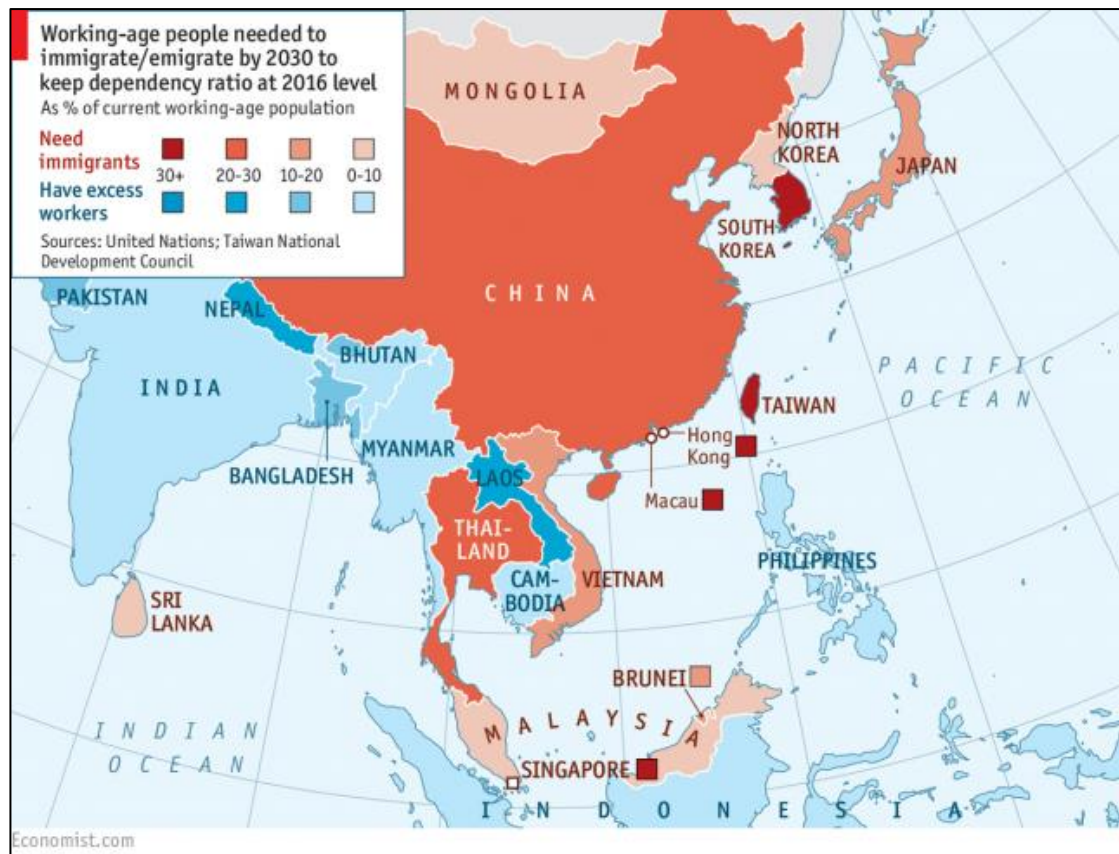 Working-age people needed to
immigrate/emigrate by 2030 to
keep dependency ratio at 2016 level
As % of current working-age population
Need
immigrants
30+ 20-30 10-20 0-10
Have excess
workers
Sources: United Nations; Taiwan National
Development Council
MONGOLIA
NORTH
KOREA
JAPAN
SOUTH
KOREA
CHINA
PAKISTAN
NEPAL
BHUTAN
INDIA
PACIFIC
OCEAN
TAIWAN
Hong
Kong
MYANMAR
BANGLADESH
LAOS
Macau
THAI-
LAND
PHILIPPINES
CAM-
BODIA
VIETNAM
SRI
LANKA
BRUNEI
MALAYSIA
INDIAN
OCEAN
SINGAPORE
INDONESIA
Economist.com